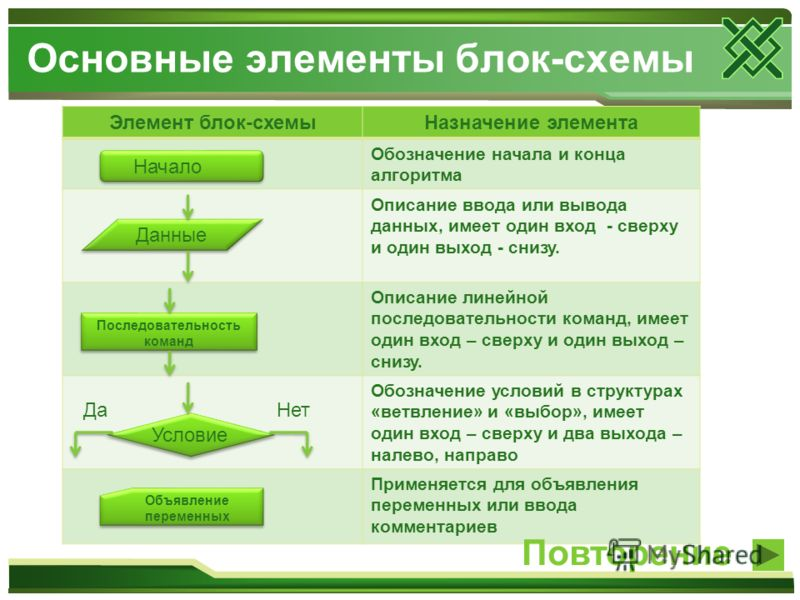 Основные элементы блок-схемы
Элемент блок-схемы
Назначение элемента
Начало
Обозначение начала и конца
алгоритма
Данные
Описание ввода или вывода
данных, имеет один вход - сверху
и один выход - снизу.
Последовательность
команд
Описание линейной
последовательности команд, имеет
один вход – сверху и один выход –
снизу.
Да
Нет
Условие
Обозначение условий в структурах
«ветвление» и «выбор», имеет
один вход – сверху и два выхода –
налево, направо
Объявление
переменных
Применяется для объявления
переменных или ввода
комментариев
Повторение
MyShared